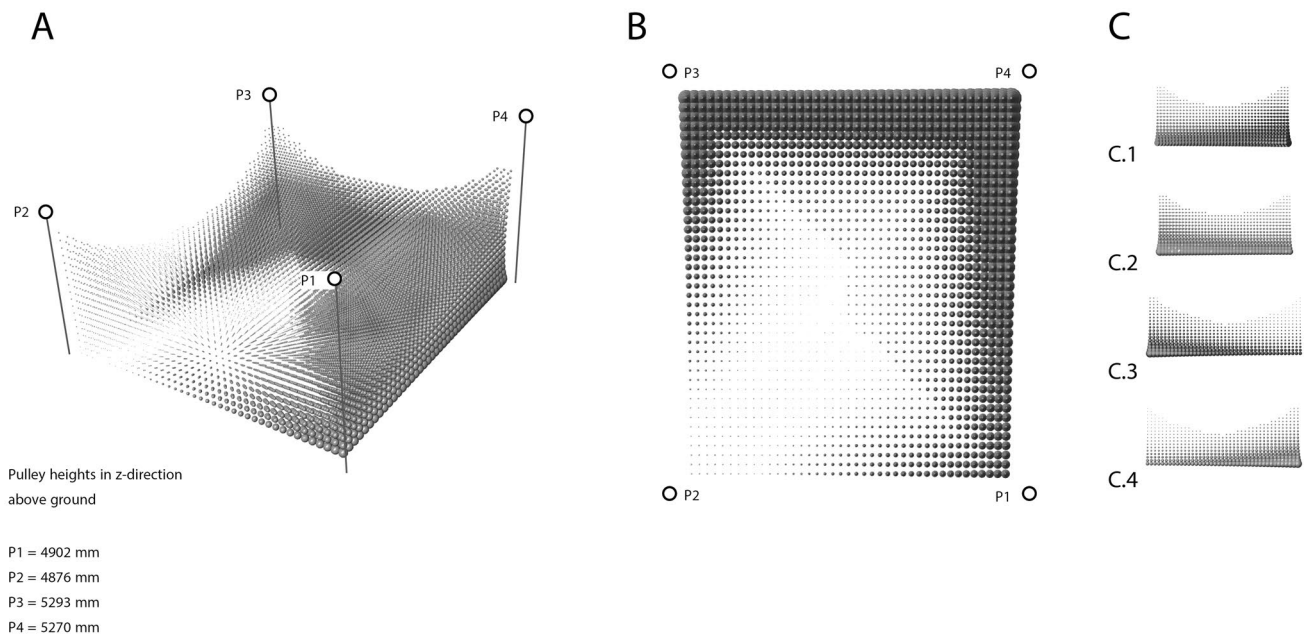 A
B
C
P3
P4
P2
P1
P3
P4
P2
P1
C.1
C.2
C.3
C.4
Pulley heights in z-direction
above ground
P1 = 4902 mm
P2 = 4876 mm
P3 = 5293 mm
P4 = 5270 mm